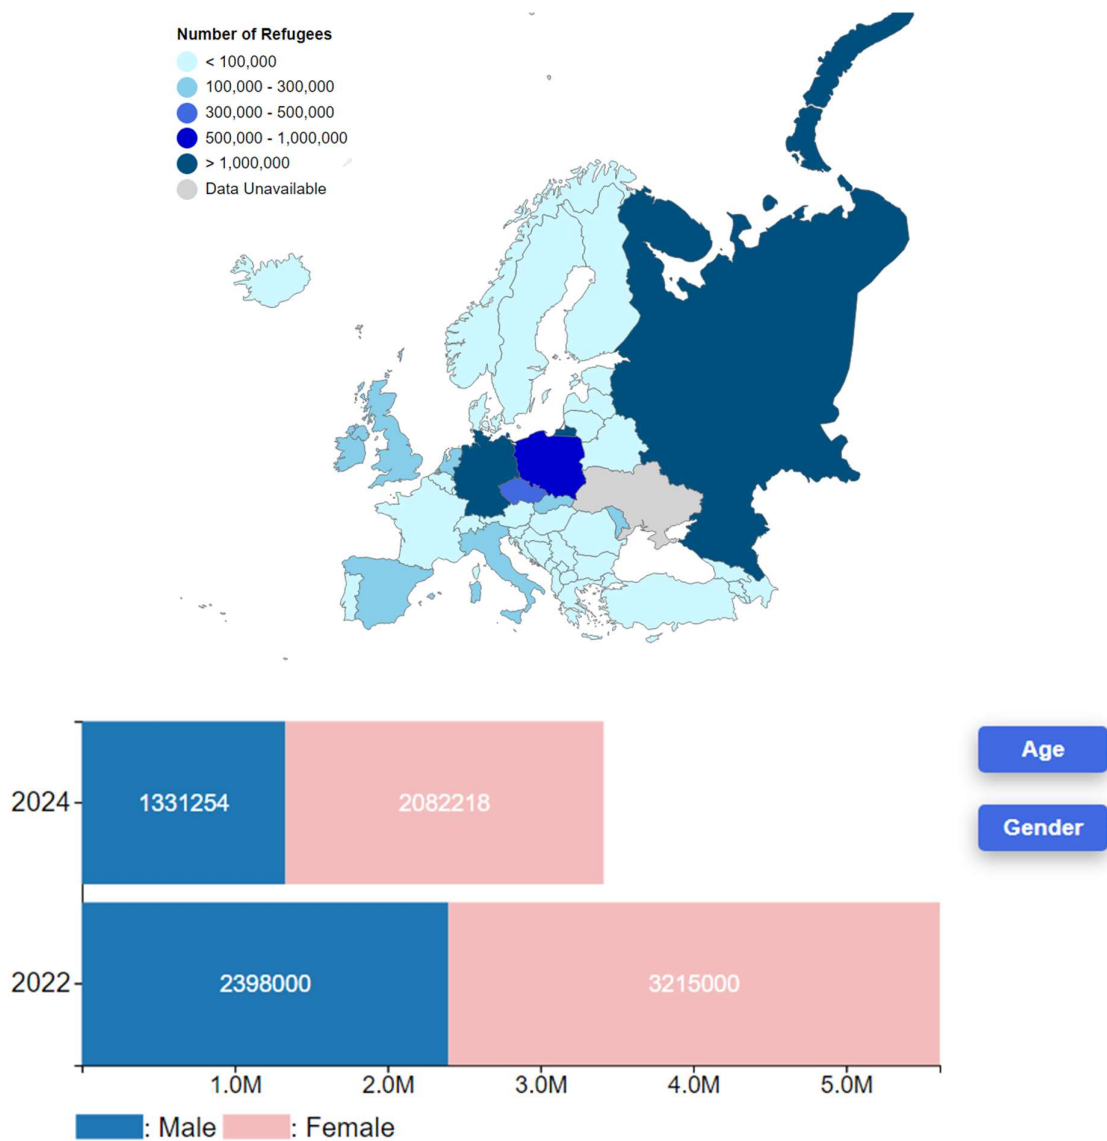 Number of Refugees
< 100,000
100,000 - 300,000
300,000 - 500,000
500,000 - 1,000,000
> 1,000,000
Data Unavailable
Age
2024
1331254
2082218
Gender
2022
2398000
3215000
1.0M 2.0M 3.0M 4.0M 5.0M
: Male : Female